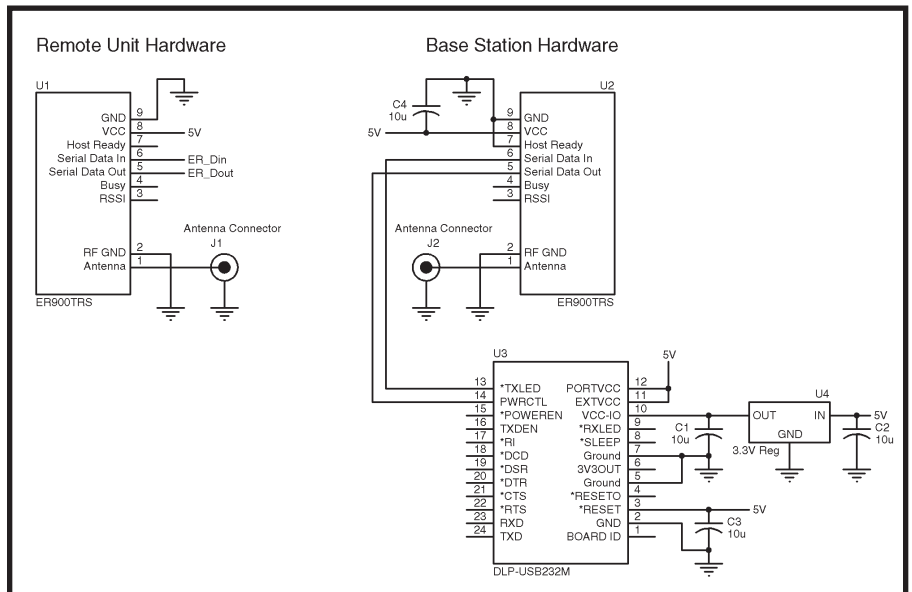 Remote Unit Hardware
Base Station Hardware
U1
GND 9
VCC 8 5V
Host Ready 7
Serial Data In 6 ER_Din
Serial Data Out 5 ER_Dout
Busy 4
RSSI 3
RF GND 2
Antenna 1
ER900TRS
Antenna Connector
J1
U2
C4
10u
5V
9 GND
8 VCC
7 Host Ready
6 Serial Data In
5 Serial Data Out
4 Busy
3 RSSI
2 RF GND
1 Antenna
ER900TRS
Antenna Connector
J2
U3
5V
13 *TXLED PORTVCC 12
14 PWRCTL EXTVCC 11
15 *POWEREN VCC-IO 10
16 TXDEN *RXLED 9
17 *RI *SLEEP 8
18 *DCD Ground 7
19 *DSR 3V3OUT 6
20 *DTR Ground 5
21 *CTS *RESETO 4
22 *RTS *RESET 3
23 RXD GND 2
24 TXD BOARD ID 1
DLP-USB232M
U4
OUT IN
GND
3.3V Reg
5V
C1
10u
C2
10u
5V
C3
10u